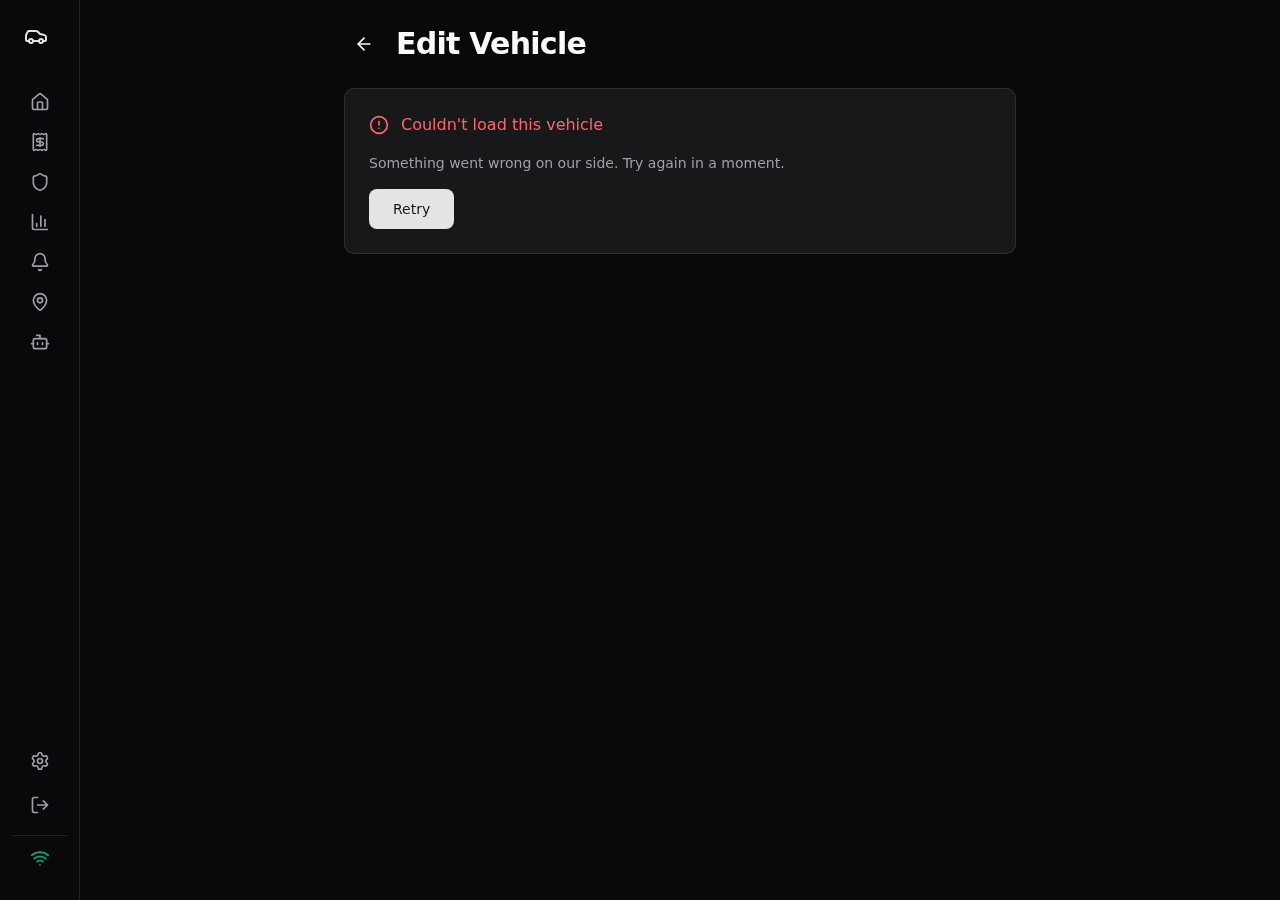 Edit Vehicle
Couldn't load this vehicle
Something went wrong on our side. Try again in a moment.
Retry